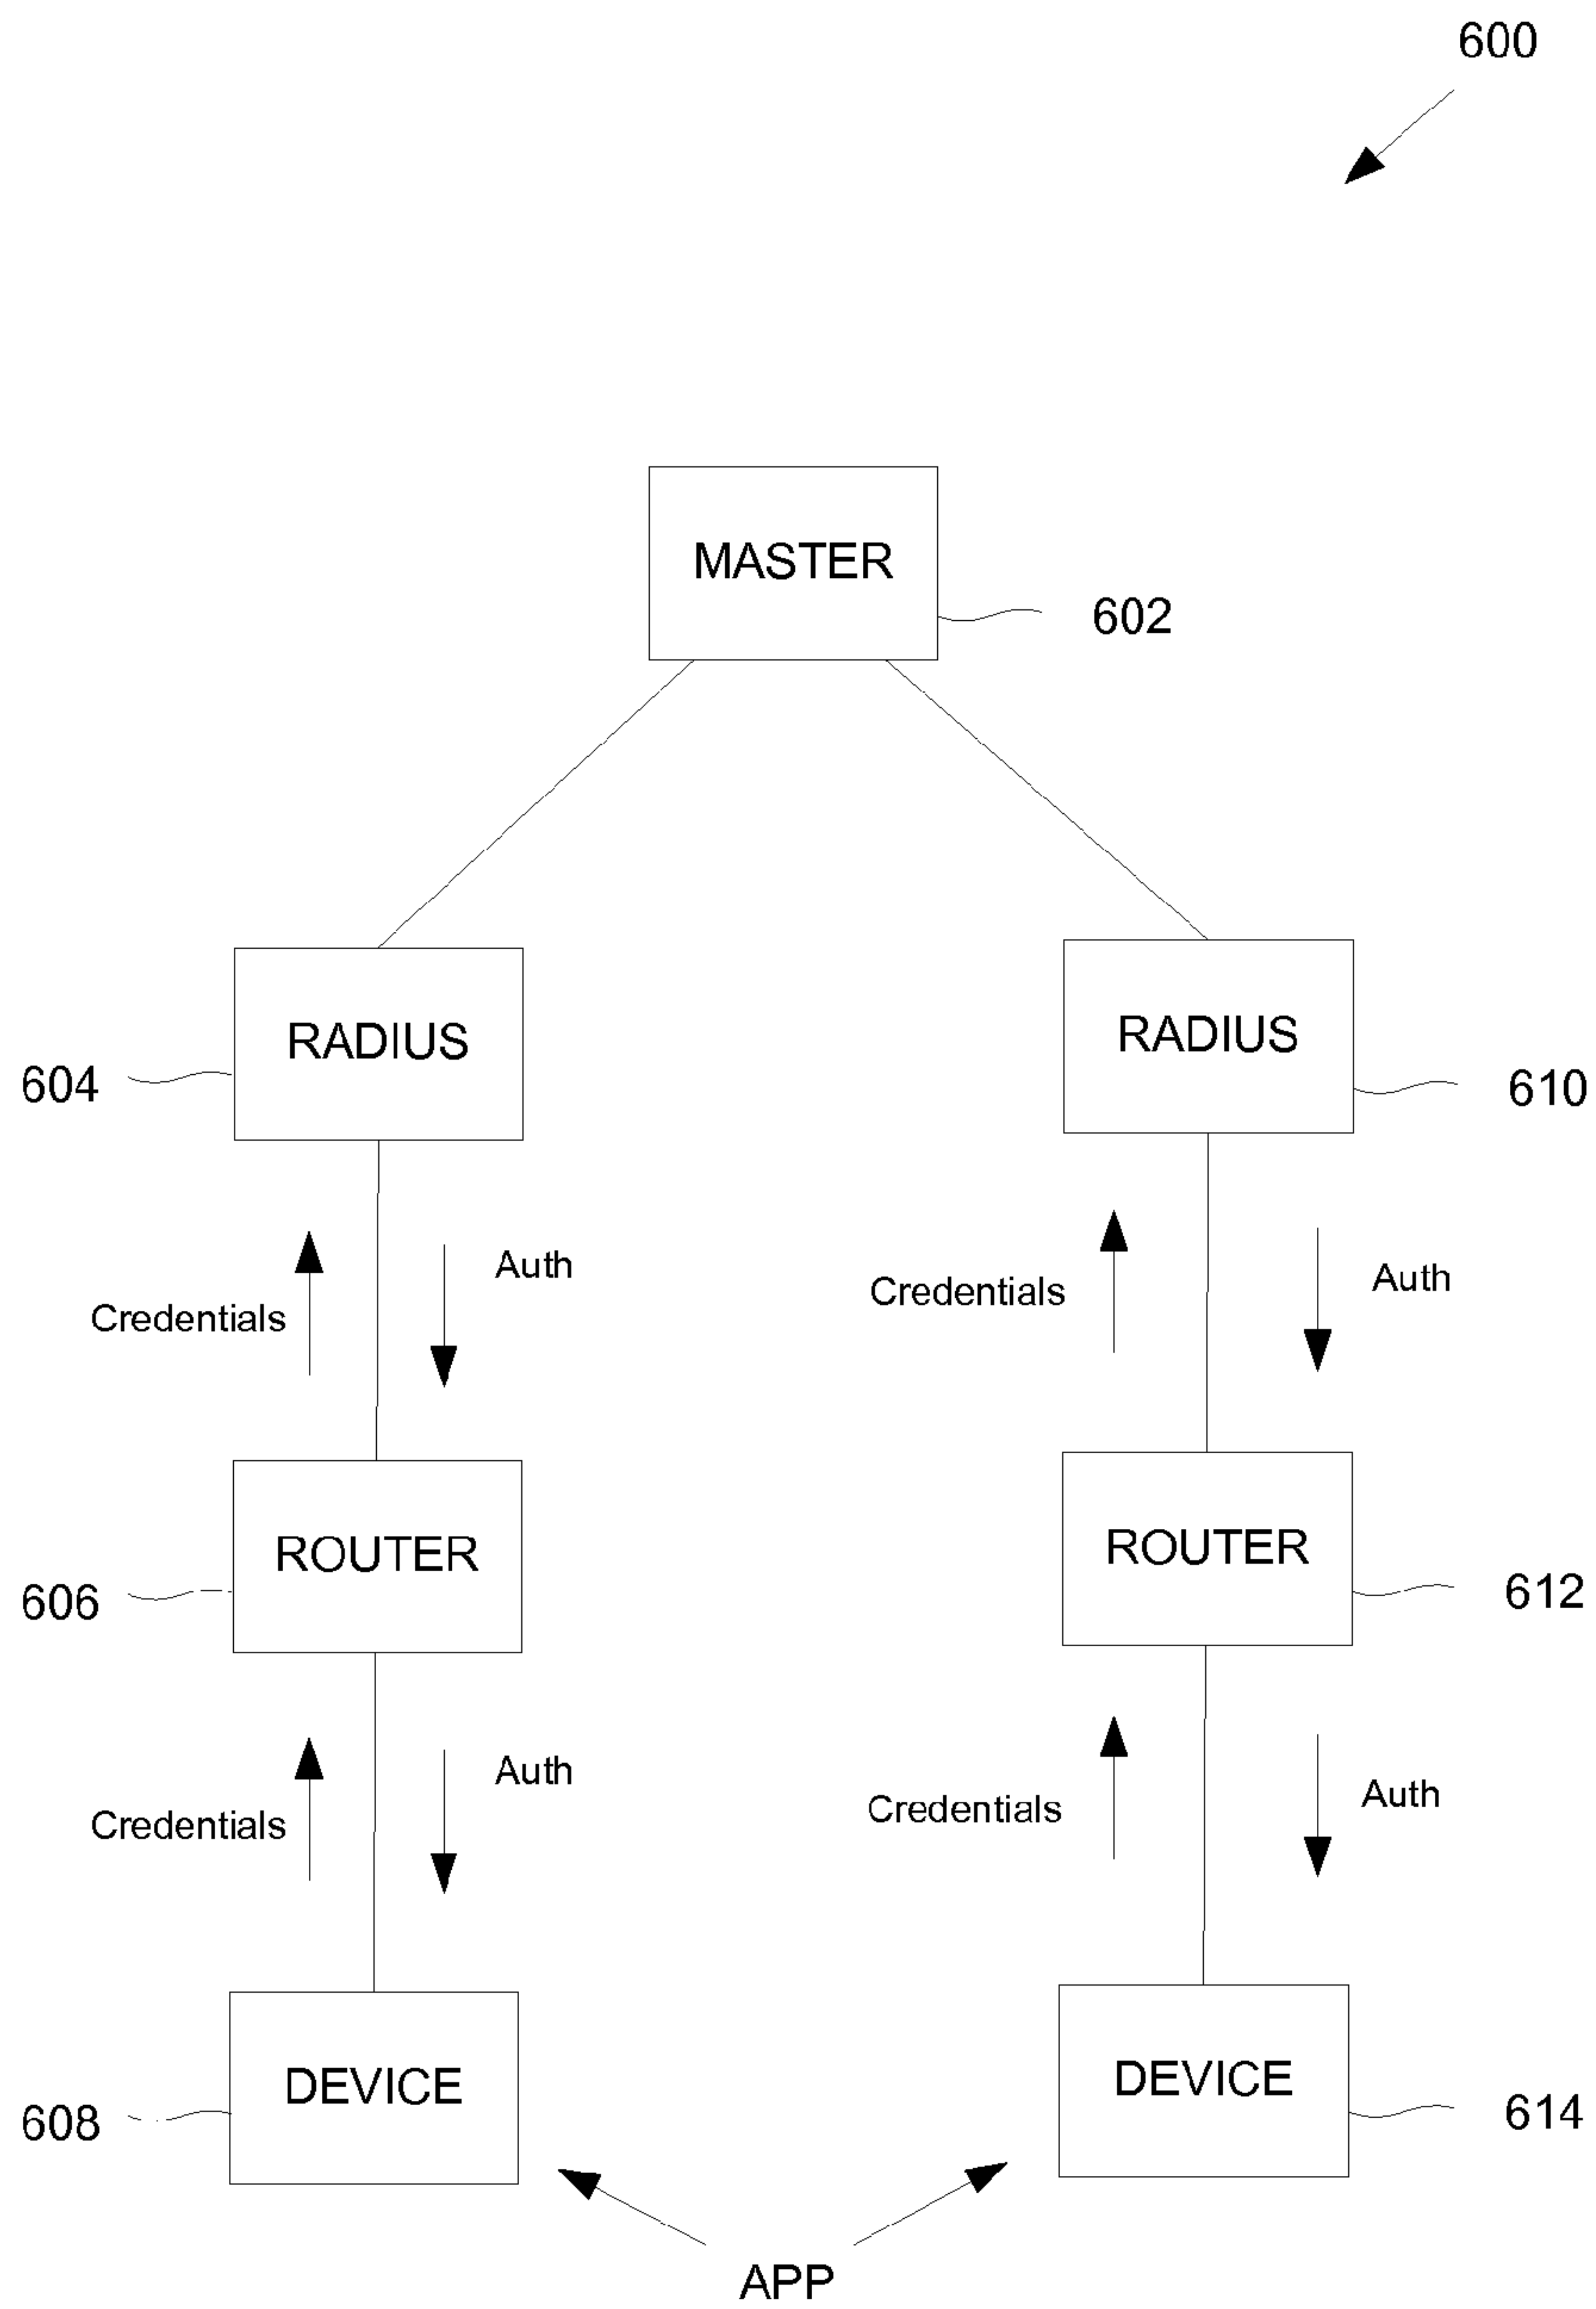 600
MASTER
602
RADIUS
RADIUS
604
610
Auth
Auth
Credentials
Credentials
ROUTER
ROUTER
606
612
Auth
Auth
Credentials
Credentials
DEVICE
DEVICE
608
614
APP